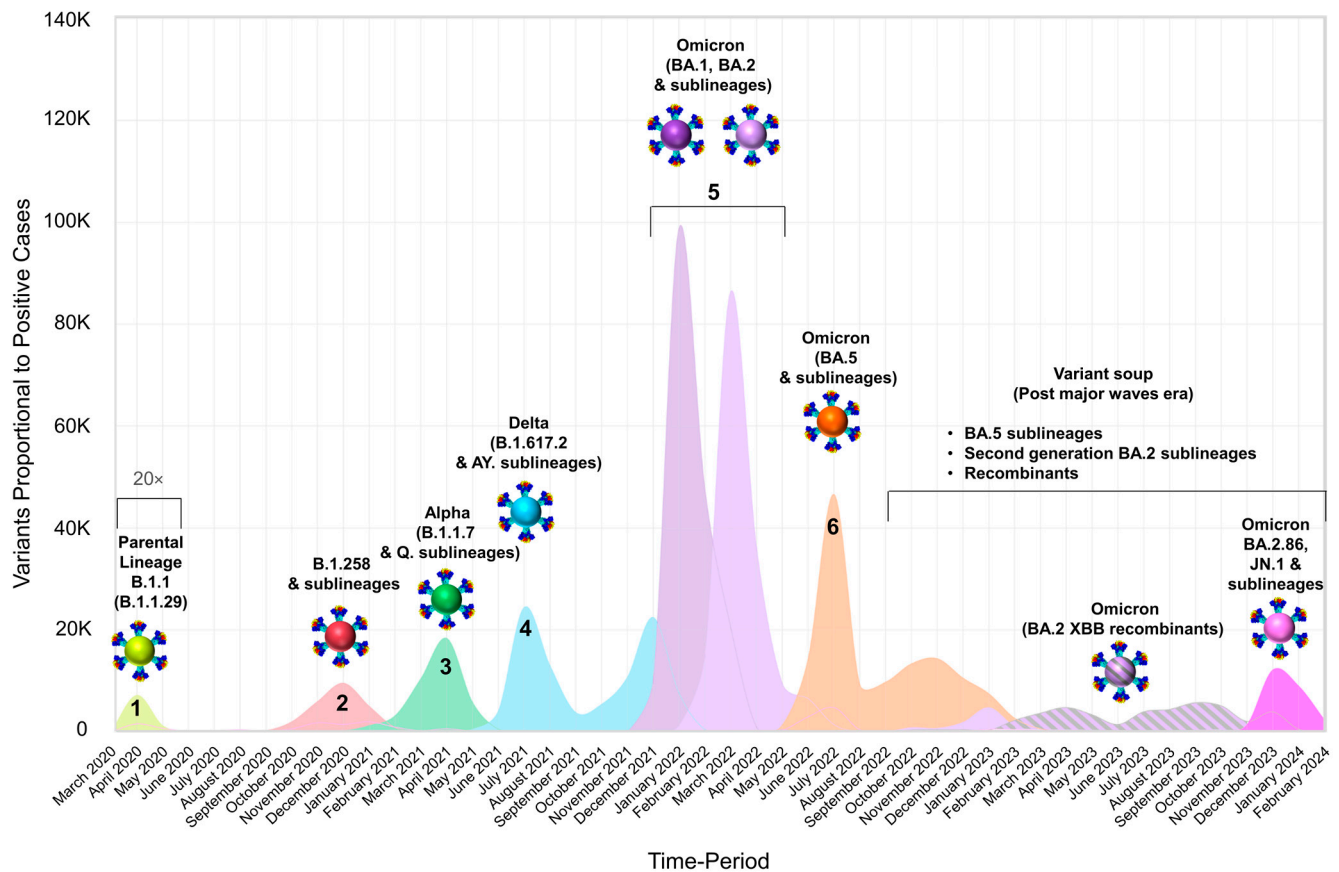 140K
120K
100K
80K
60K
40K
20K
0
Variants Proportional to Positive Cases
20×
Parental
Lineage
B.1.1
(B.1.1.29)
1
B.1.258
& sublineages
2
Alpha
(B.1.1.7
& Q. sublineages)
3
Delta
(B.1.617.2
& AY. sublineages)
4
Omicron
(BA.1, BA.2
& sublineages)
5
Omicron
(BA.5
& sublineages)
6
Variant soup
(Post major waves era)
• BA.5 sublineages
• Second generation BA.2 sublineages
• Recombinants
Omicron
(BA.2 XBB recombinants)
Omicron
BA.2.86,
JN.1 &
sublineages
March 2020
April 2020
May 2020
June 2020
July 2020
August 2020
September 2020
October 2020
November 2020
December 2020
January 2021
February 2021
March 2021
April 2021
May 2021
June 2021
July 2021
August 2021
September 2021
October 2021
November 2021
December 2021
January 2022
February 2022
March 2022
April 2022
May 2022
June 2022
July 2022
August 2022
September 2022
October 2022
November 2022
December 2022
January 2023
February 2023
March 2023
April 2023
May 2023
June 2023
July 2023
August 2023
September 2023
October 2023
November 2023
December 2023
January 2024
February 2024
Time-Period